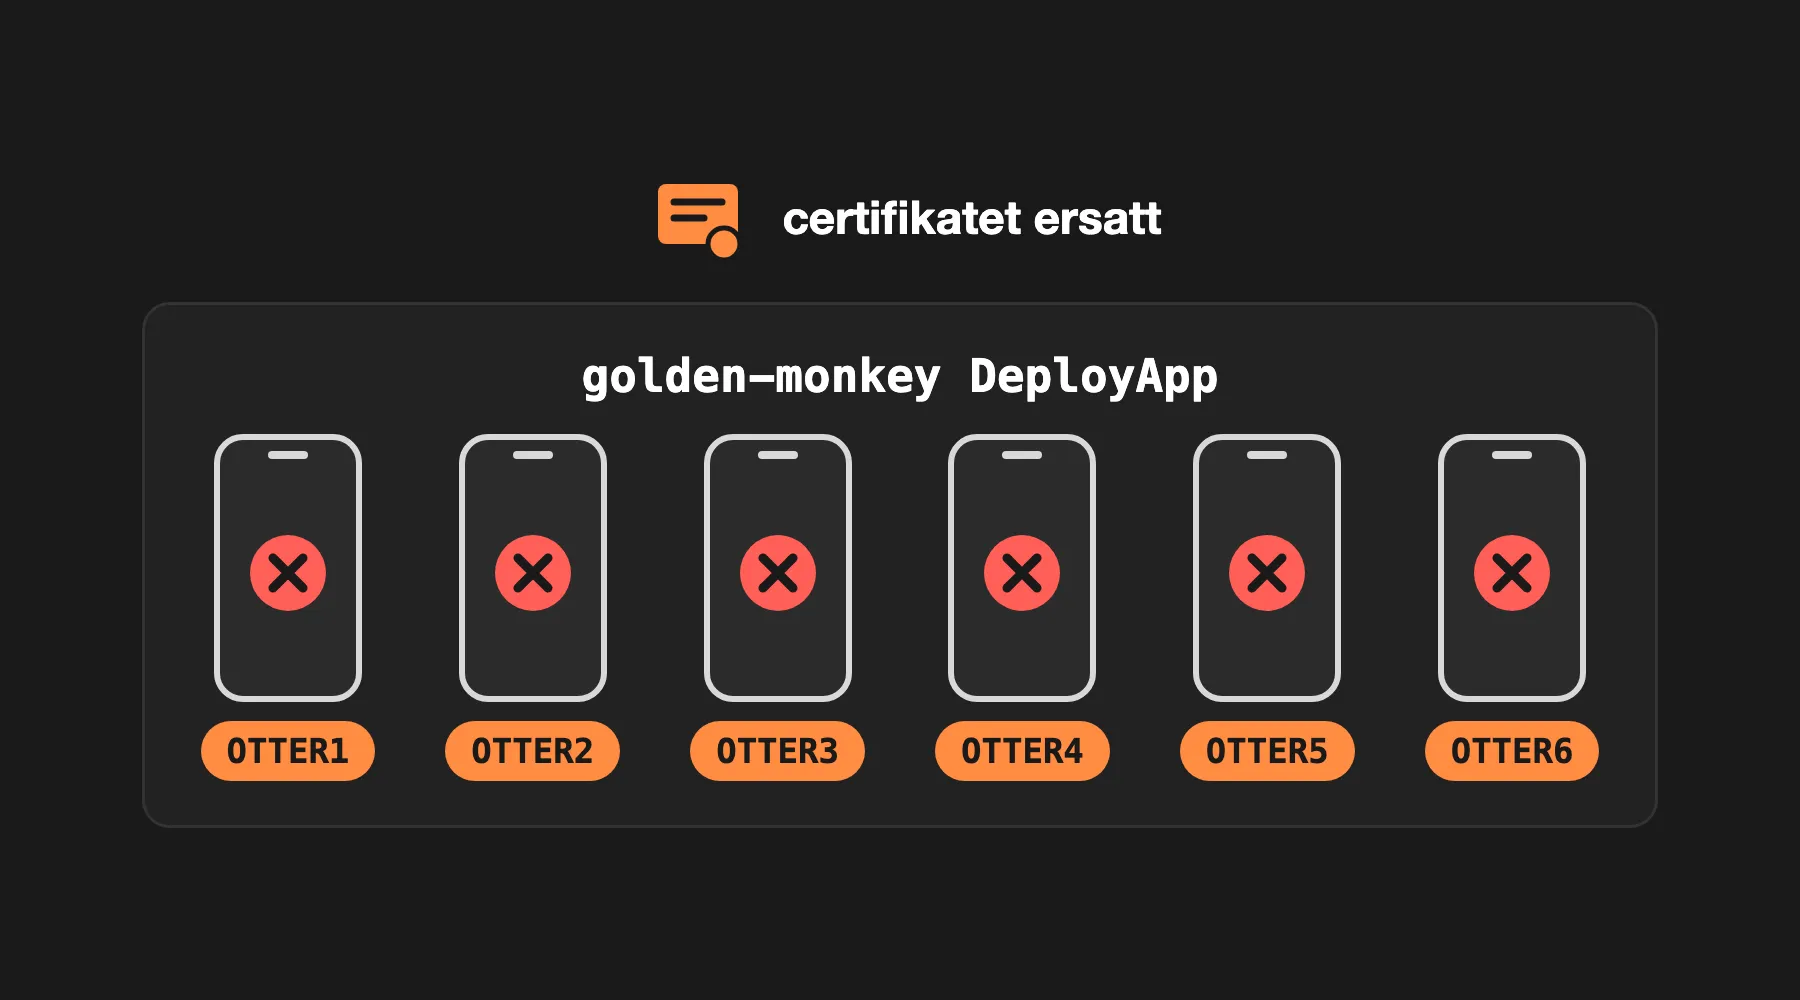 certifikatet ersatt
golden-monkey DeployApp
OTTER1 OTTER2 OTTER3 OTTER4 OTTER5 OTTER6